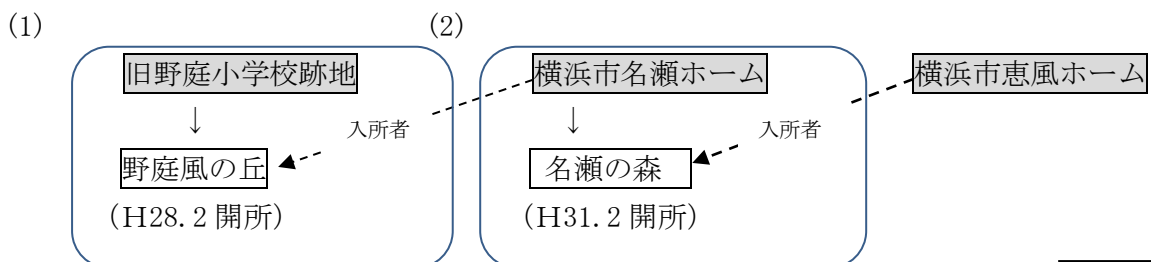 (1)
(2)
旧野庭小学校跡地
横浜市名瀬ホーム
横浜市恵風ホーム
↓
入所者
↓
入所者
野庭風の丘
名瀬の森
（H28.2 開所）
（H31.2 開所）